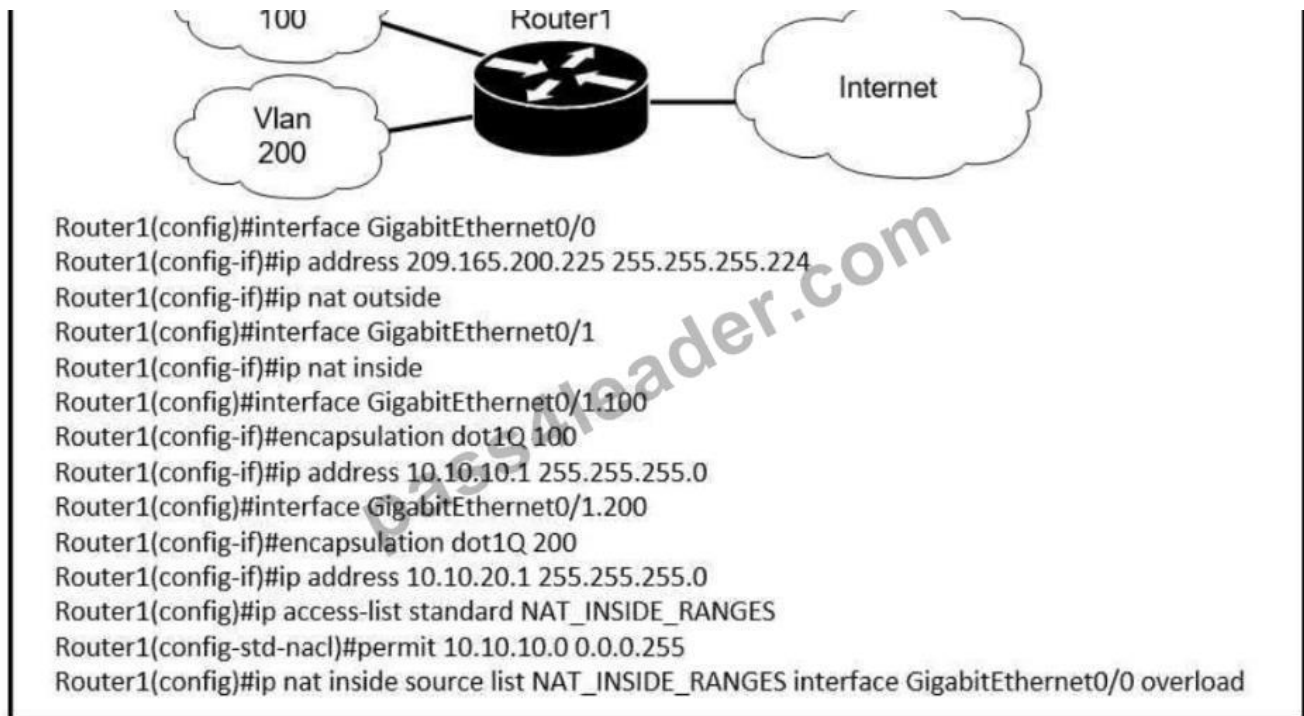 100
Router1
Internet
Vlan
200
Router1(config)#interface GigabitEthernet0/0
Router1(config-if)#ip address 209.165.200.225 255.255.255.224
Router1(config-if)#ip nat outside
Router1(config)#interface GigabitEthernet0/1
Router1(config-if)#ip nat inside
Router1(config)#interface GigabitEthernet0/1.100
Router1(config-if)#encapsulation dot1Q 100
Router1(config-if)#ip address 10.10.10.1 255.255.255.0
Router1(config)#interface GigabitEthernet0/1.200
Router1(config-if)#encapsulation dot1Q 200
Router1(config-if)#ip address 10.10.20.1 255.255.255.0
Router1(config)#ip access-list standard NAT_INSIDE_RANGES
Router1(config-std-nacl)#permit 10.10.10.0 0.0.0.255
Router1(config)#ip nat inside source list NAT_INSIDE_RANGES interface GigabitEthernet0/0 overload
pass4leader.com